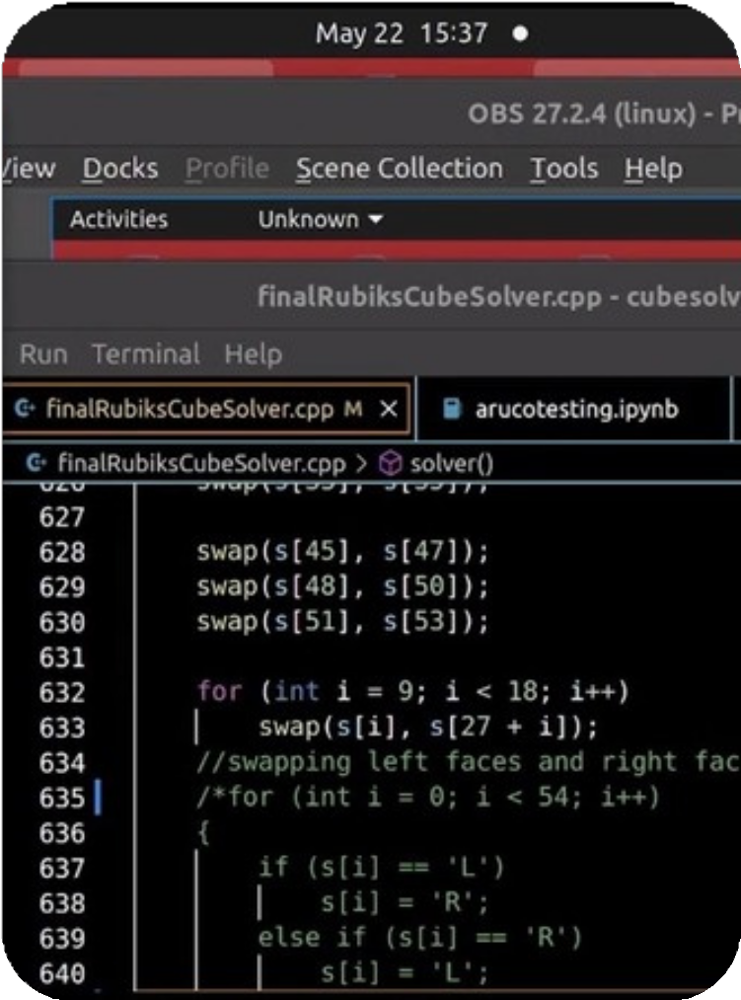 May 22 15:37
OBS 27.2.4 (linux) - Pr
View Docks Profile Scene Collection Tools Help
Activities Unknown
finalRubiksCubeSolver.cpp - cubesolv
Run Terminal Help
finalRubiksCubeSolver.cpp M × arucotesting.ipynb
finalRubiksCubeSolver.cpp > solver()
627
628 swap(s[45], s[47]);
629 swap(s[48], s[50]);
630 swap(s[51], s[53]);
631
632 for (int i = 9; i < 18; i++)
633 swap(s[i], s[27 + i]);
634 //swapping left faces and right fac
635 /*for (int i = 0; i < 54; i++)
636 {
637 if (s[i] == 'L')
638 s[i] = 'R';
639 else if (s[i] == 'R')
640 s[i] = 'L';